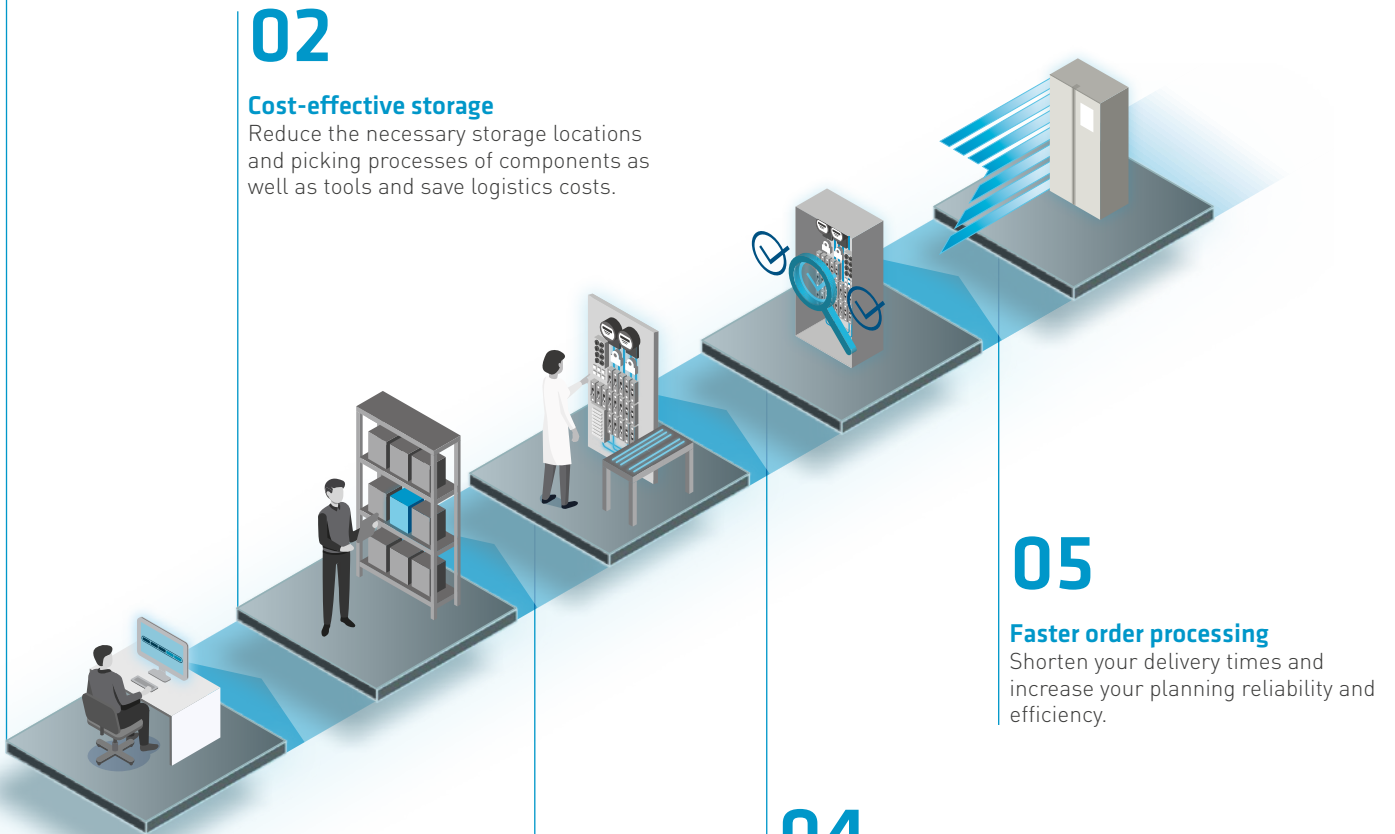 02
Cost-effective storage
Reduce the necessary storage locations
and picking processes of components as
well as tools and save logistics costs.
05
Faster order processing
Shorten your delivery times and
increase your planning reliability and
efficiency.
04